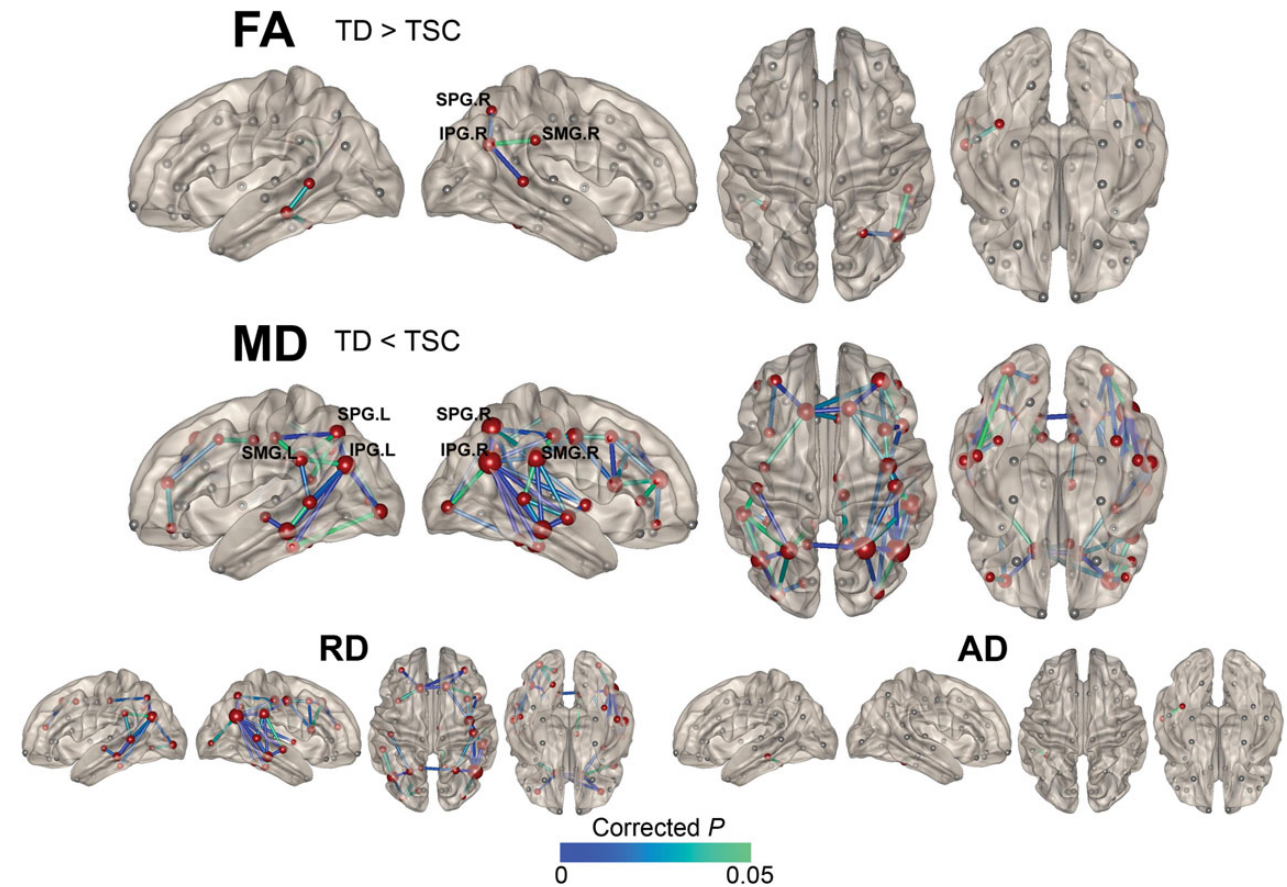 FA TD > TSC
SPG.R
IPG.R SMG.R
MD TD < TSC
SPG.L SPG.R
SMG.L IPG.L IPG.R SMG.R
RD AD
Corrected P
0 0.05